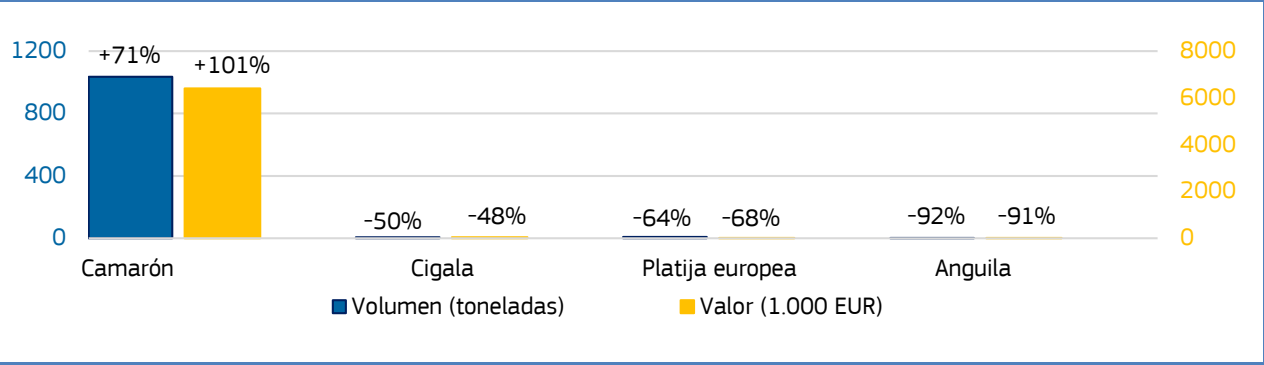 1200
800
400
0
+71%
+101%
-50%
-48%
-64%
-68%
-92%
-91%
8000
6000
4000
2000
0
Camarón
Cigala
Platija europea
Anguila
Volumen (toneladas)
Valor (1.000 EUR)